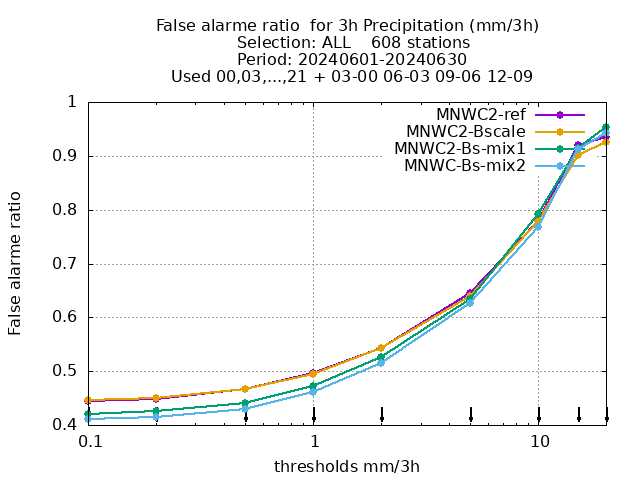 False alarme ratio  for 3h Precipitation (mm/3h)
Selection: ALL    608 stations
Period: 20240601-20240630
Used 00,03,...,21 + 03-00 06-03 09-06 12-09
MNWC2-ref
MNWC2-Bscale
MNWC2-Bs-mix1
MNWC-Bs-mix2
False alarme ratio
1
0.9
0.8
0.7
0.6
0.5
0.4
0.1 1 10
thresholds mm/3h